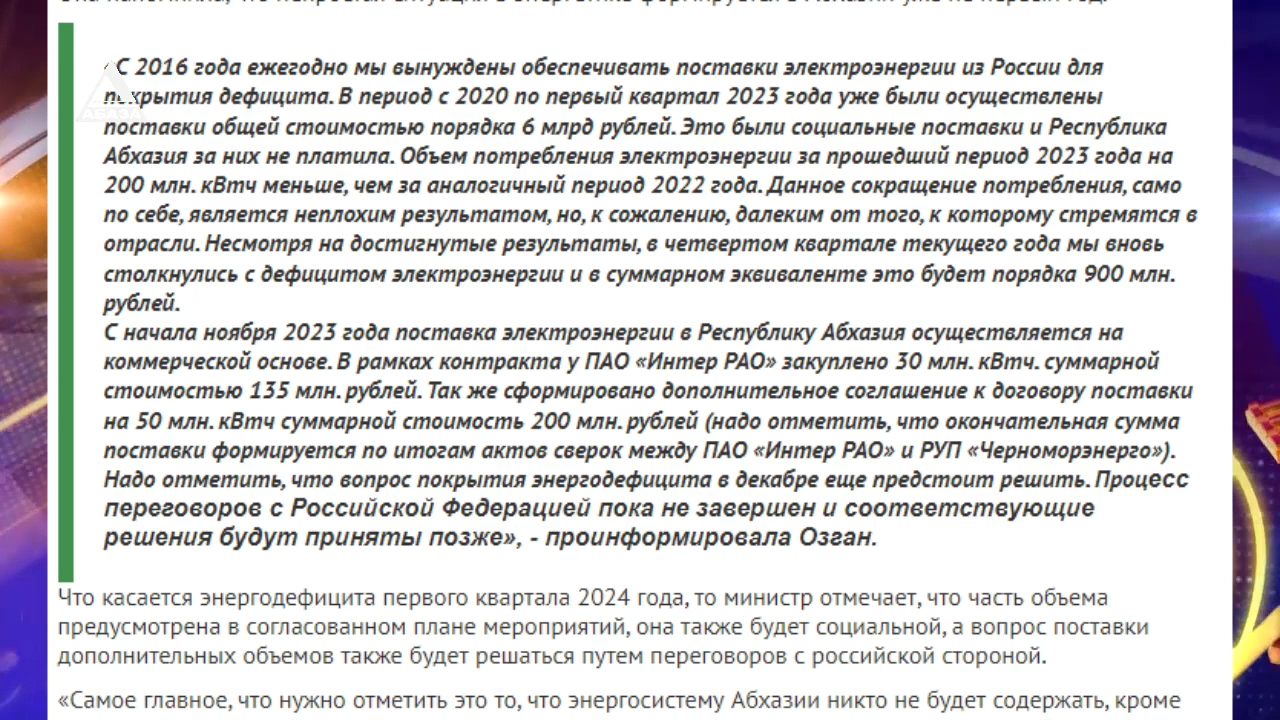 С 2016 года ежегодно мы вынуждены обеспечивать поставки электроэнергии из России для
покрытия дефицита. В период с 2020 по первый квартал 2023 года уже были осуществлены
поставки общей стоимостью порядка 6 млрд рублей. Это были социальные поставки и Республика
Абхазия за них не платила. Объем потребления электроэнергии за прошедший период 2023 года на
200 млн. кВтч меньше, чем за аналогичный период 2022 года. Данное сокращение потребления, само
по себе, является неплохим результатом, но, к сожалению, далеким от того, к которому стремятся в
отрасли. Несмотря на достигнутые результаты, в четвертом квартале текущего года мы вновь
столкнулись с дефицитом электроэнергии и в суммарном эквиваленте это будет порядка 900 млн.
рублей.
С начала ноября 2023 года поставка электроэнергии в Республику Абхазия осуществляется на
коммерческой основе. В рамках контракта у ПАО «Интер РАО» закуплено 30 млн. кВтч. суммарной
стоимостью 135 млн. рублей. Так же сформировано дополнительное соглашение к договору поставки
на 50 млн. кВтч суммарной стоимость 200 млн. рублей (надо отметить, что окончательная сумма
поставки формируется по итогам актов сверок между ПАО «Интер РАО» и РУП «Черноморэнерго»).
Надо отметить, что вопрос покрытия энергодефицита в декабре еще предстоит решить. Процесс
переговоров с Российской Федерацией пока не завершен и соответствующие
решения будут приняты позже», - проинформировала Озган.
Что касается энергодефицита первого квартала 2024 года, то министр отмечает, что часть объема
предусмотрена в согласованном плане мероприятий, она также будет социальной, а вопрос поставки
дополнительных объемов также будет решаться путем переговоров с российской стороной.
«Самое главное, что нужно отметить это то, что энергосистему Абхазии никто не будет содержать, кроме